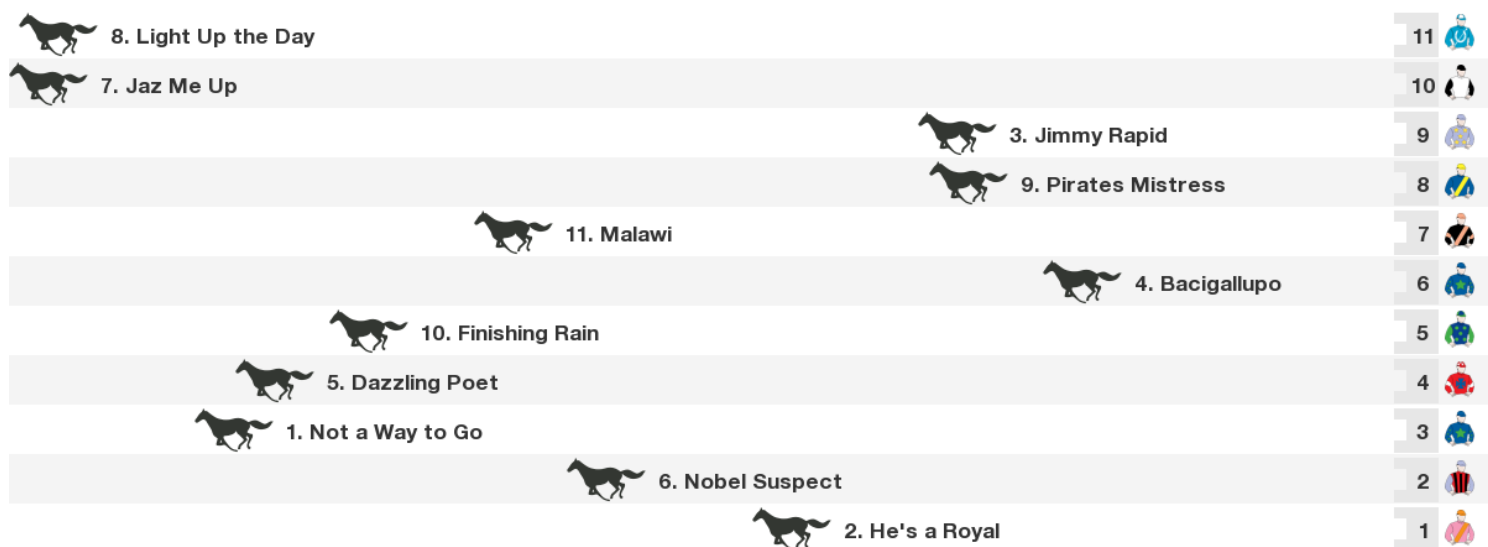 8. Light Up the Day 11
7. Jaz Me Up 10
3. Jimmy Rapid 9
9. Pirates Mistress 8
11. Malawi 7
4. Bacigallupo 6
10. Finishing Rain 5
5. Dazzling Poet 4
1. Not a Way to Go 3
6. Nobel Suspect 2
2. He's a Royal 1